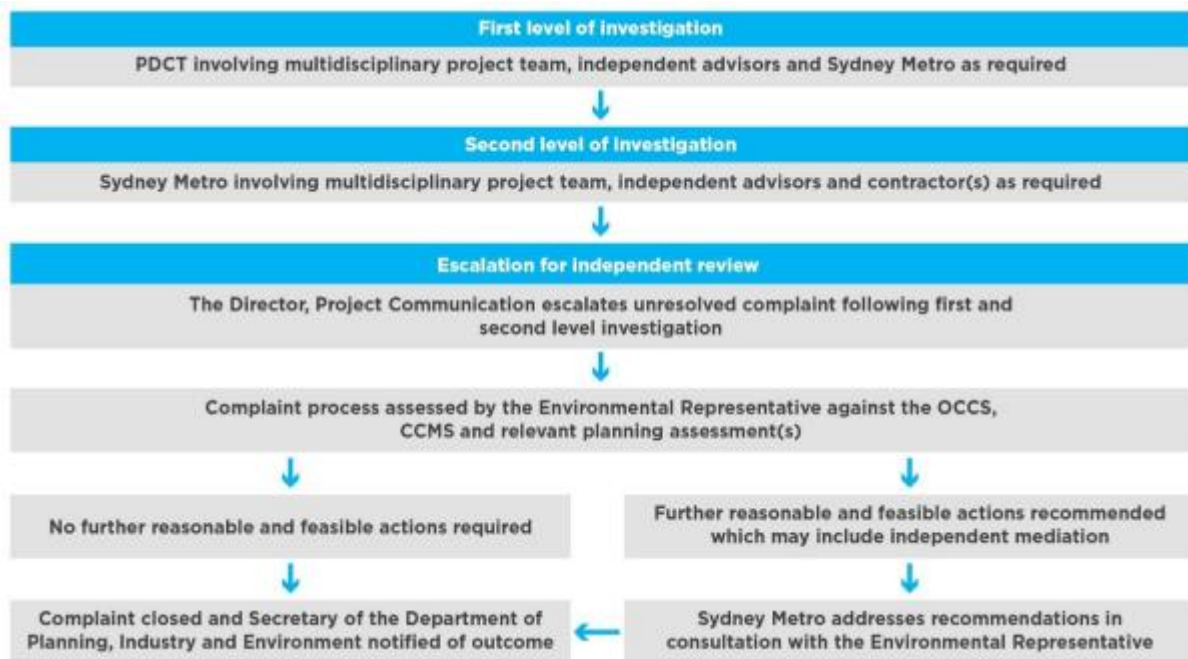 First level of investigation
PDCT involving multidisciplinary project team, independent advisors and Sydney Metro as required
Second level of investigation
Sydney Metro involving multidisciplinary project team, independent advisors and contractor(s) as required
Escalation for independent review
The Director, Project Communication escalates unresolved complaint following first and
second level investigation
Complaint process assessed by the Environmental Representative against the OCCS,
CCMS and relevant planning assessment(s)
No further reasonable and feasible actions required
Further reasonable and feasible actions recommended
which may include independent mediation
Complaint closed and Secretary of the Department of
Planning, Industry and Environment notified of outcome
Sydney Metro addresses recommendations in
consultation with the Environmental Representative